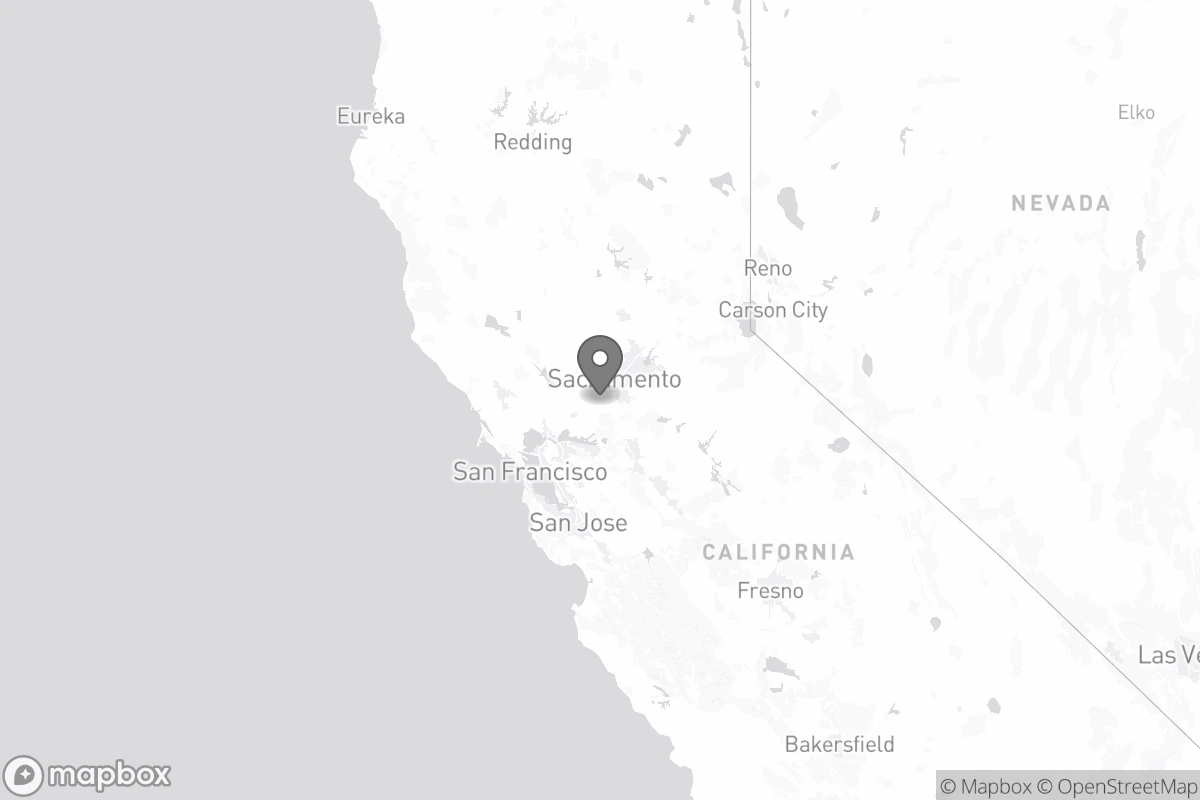 Eureka
Elko
Redding
NEVADA
Reno
Carson City
Sacramento
San Francisco
San Jose
CALIFORNIA
Fresno
Las Ve
Bakersfield
mapbox
© Mapbox © OpenStreetMap